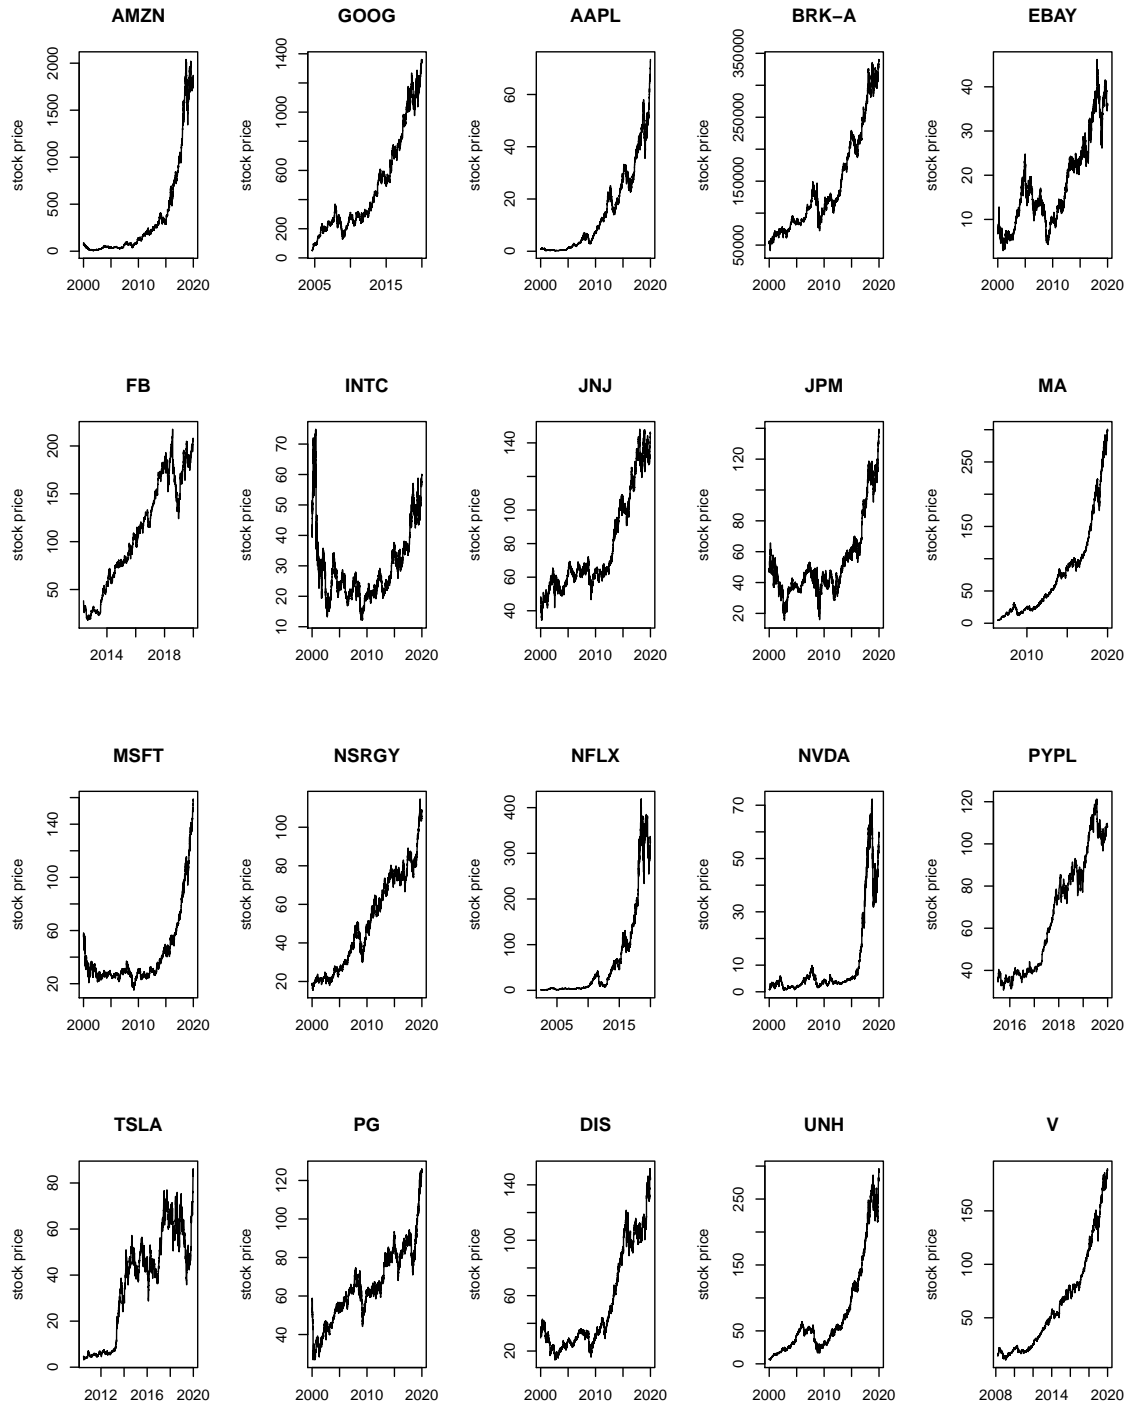 AMZN
stock price
0 500 1000 1500 2000
2000 2010 2020
GOOG
stock price
0 200 400 600 1000 1400
2005 2015
AAPL
stock price
0 20 40 60
2000 2010 2020
BRK−A
stock price
50000 150000 250000 350000
2000 2010 2020
EBAY
stock price
10 20 30 40
2000 2010 2020
FB
stock price
50 100 150 200
2014 2018
INTC
stock price
10 20 30 40 50 60 70
2000 2010 2020
JNJ
stock price
40 60 80 100 140
2000 2010 2020
JPM
stock price
20 40 60 80 120
2000 2010 2020
MA
stock price
0 50 150 250
2010 2020
MSFT
stock price
20 60 100 140
2000 2010 2020
NSRGY
stock price
20 40 60 80 100
2000 2010 2020
NFLX
stock price
0 100 200 300 400
2005 2015
NVDA
stock price
0 10 30 50 70
2000 2010 2020
PYPL
stock price
40 60 80 100 120
2016 2018 2020
TSLA
stock price
0 20 40 60 80
2012 2016 2020
PG
stock price
40 60 80 100 120
2000 2010 2020
DIS
stock price
20 60 100 140
2000 2010 2020
UNH
stock price
0 50 150 250
2000 2010 2020
V
stock price
50 100 150
2008 2014 2020